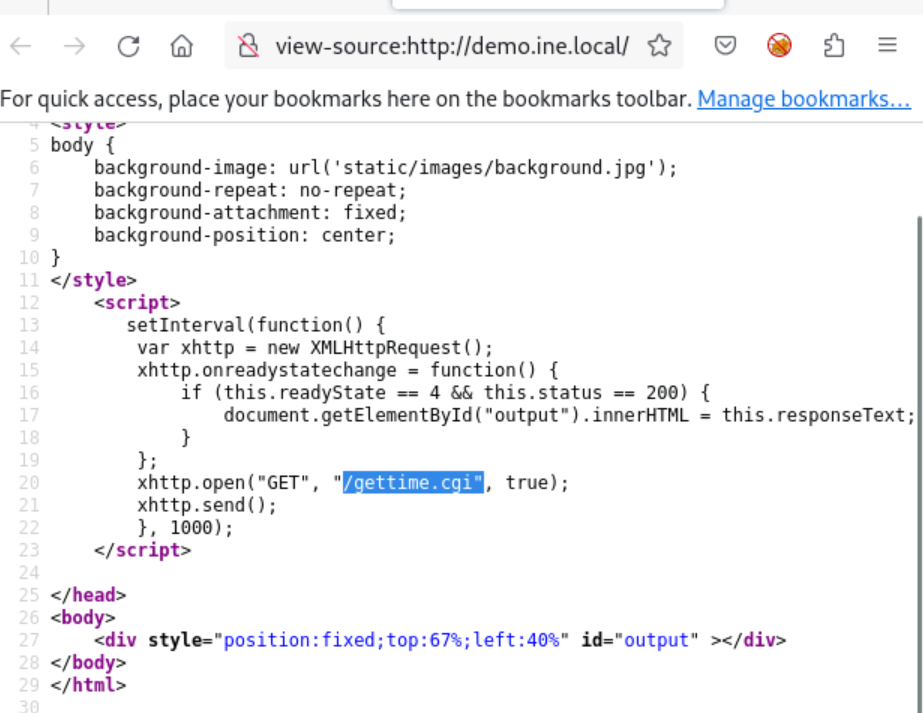 view-source:http://demo.ine.local/
For quick access, place your bookmarks here on the bookmarks toolbar. Manage bookmarks...
4 <style>
5 body {
6     background-image: url('static/images/background.jpg');
7     background-repeat: no-repeat;
8     background-attachment: fixed;
9     background-position: center;
10 }
11 </style>
12     <script>
13        setInterval(function() {
14         var xhttp = new XMLHttpRequest();
15         xhttp.onreadystatechange = function() {
16             if (this.readyState == 4 && this.status == 200) {
17                 document.getElementById("output").innerHTML = this.responseText;
18             }
19         };
20         xhttp.open("GET", "/gettime.cgi", true);
21         xhttp.send();
22         }, 1000);
23     </script>
24
25 </head>
26 <body>
27     <div style="position:fixed;top:67%;left:40%" id="output" ></div>
28 </body>
29 </html>
30